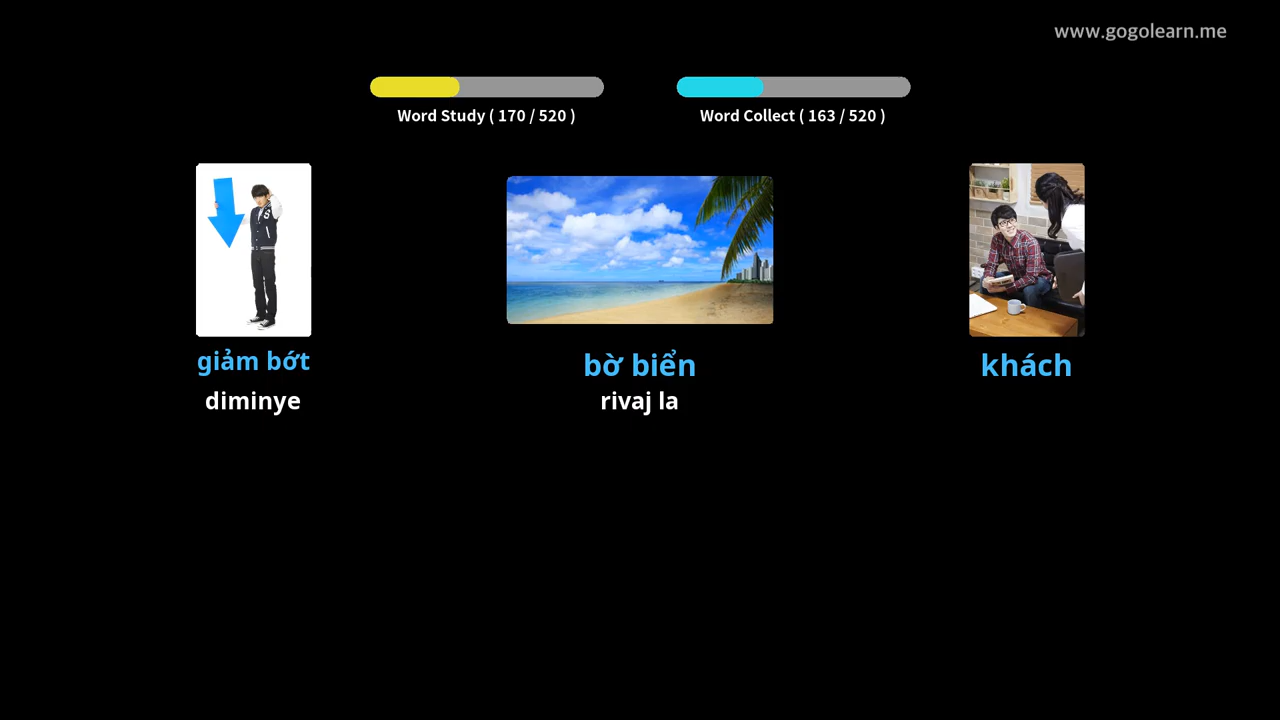 www.gogolearn.me
Word Study ( 170 / 520 )
Word Collect ( 163 / 520 )
giảm bớt
diminye
bờ biển
rivaj la
khách